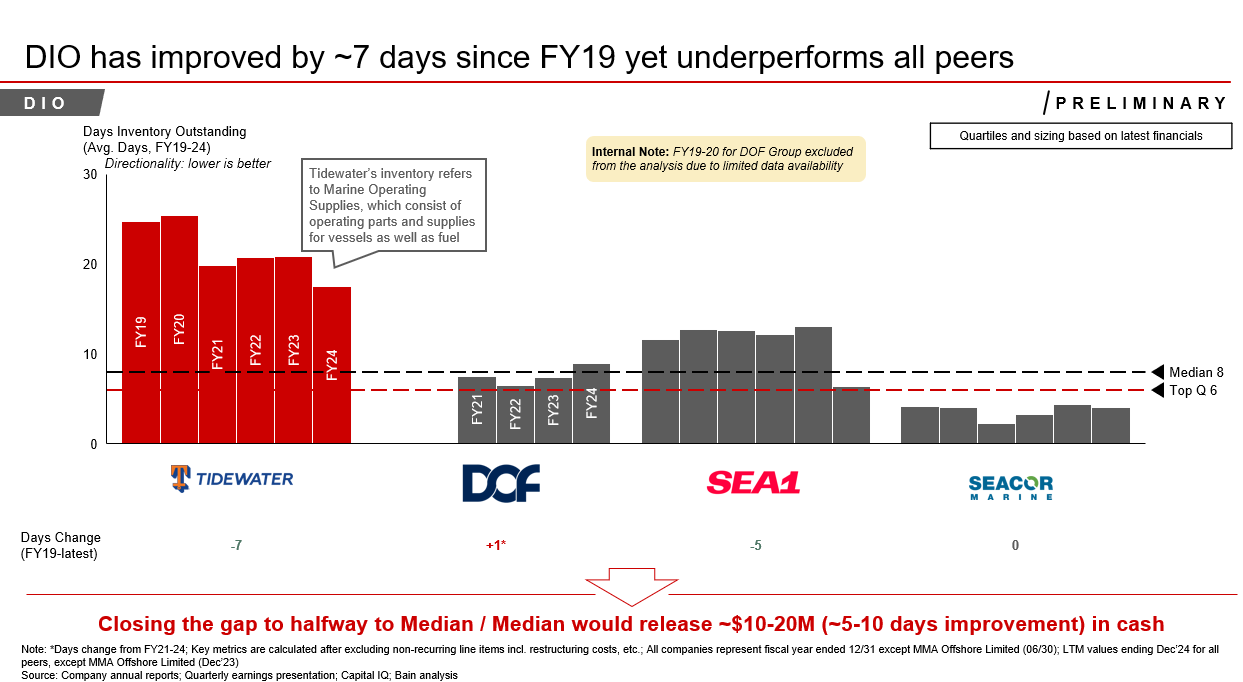 DIO has improved by ~7 days since FY19 yet underperforms all peers
DIO
PRELIMINARY
Quartiles and sizing based on latest financials
Days Inventory Outstanding
(Avg. Days, FY19-24)
Directionality: lower is better
Tidewater's inventory refers
to Marine Operating
Supplies, which consist of
operating parts and supplies
for vessels as well as fuel
Internal Note: FY19-20 for DOF Group excluded
from the analysis due to limited data availability
30
20
10
0
FY19
FY20
FY21
FY22
FY23
FY24
FY21
FY22
FY23
FY24
Median 8
Top Q 6
TIDEWATER
DOF
SEA1
SEACOR
MARINE
Days Change
(FY19-latest)
-7
+1*
-5
0
Closing the gap to halfway to Median / Median would release ~$10-20M (~5-10 days improvement) in cash
Note: *Days change from FY21-24; Key metrics are calculated after excluding non-recurring line items incl. restructuring costs, etc.; All companies represent fiscal year ended 12/31 except MMA Offshore Limited (06/30); LTM values ending Dec'24 for all
peers, except MMA Offshore Limited (Dec'23)
Source: Company annual reports; Quarterly earnings presentation; Capital IQ; Bain analysis